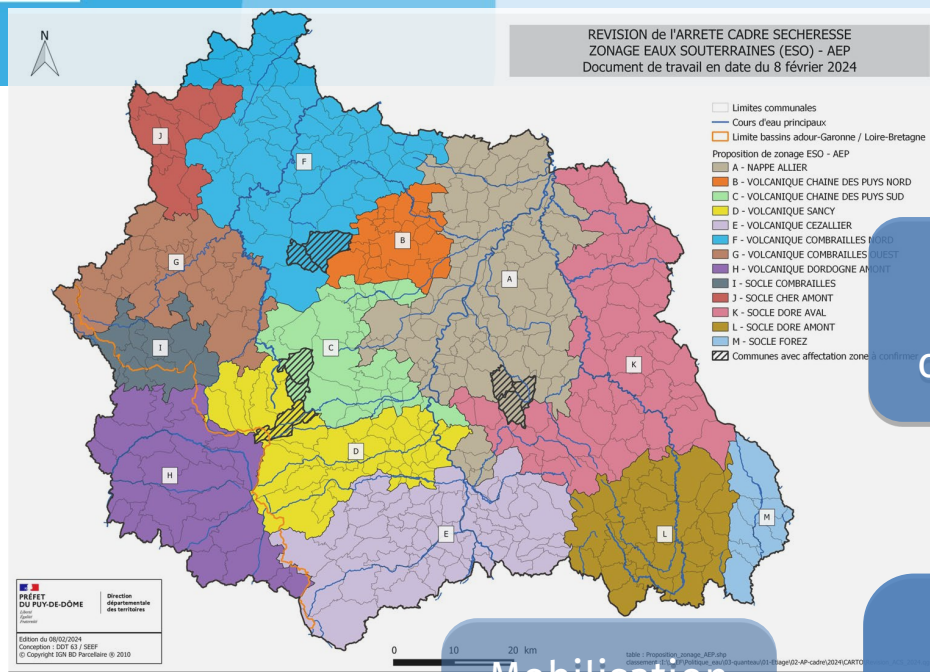 N
REVISION de l'ARRETE CADRE SECHERESSE
ZONAGE EAUX SOUTERRAINES (ESO) - AEP
Document de travail en date du 8 février 2024
Limites communales
Cours d'eau principaux
Limite bassins adour-Garonne / Loire-Bretagne
Proposition de zonage ESO - AEP
A - NAPPE ALLIER
B - VOLCANIQUE CHAINE DES PUYS NORD
C - VOLCANIQUE CHAINE DES PUYS SUD
D - VOLCANIQUE SANCY
E - VOLCANIQUE CEZALLIER
F - VOLCANIQUE COMBRAILLES NORD
G - VOLCANIQUE COMBRAILLES OUEST
H - VOLCANIQUE DORDOGNE AMONT
I - SOCLE COMBRAILLES
J - SOCLE CHER AMONT
K - SOCLE DORE AVAL
L - SOCLE DORE AMONT
M - SOCLE FOREZ
Communes avec affectation zone à confirmer
J
F
B
G
A
C
I
K
D
H
E
L
M
PRÉFET
DU PUY-DE-DÔME
Liberté
Égalité
Fraternité
Direction
départementale
des territoires
Edition du 08/02/2024
Conception : DDT 63 / SEEF
© Copyright IGN BD Parcellaire ® 2010
0 10 20 km
table : Proposition_zonage_AEP.shp
Mobilisation